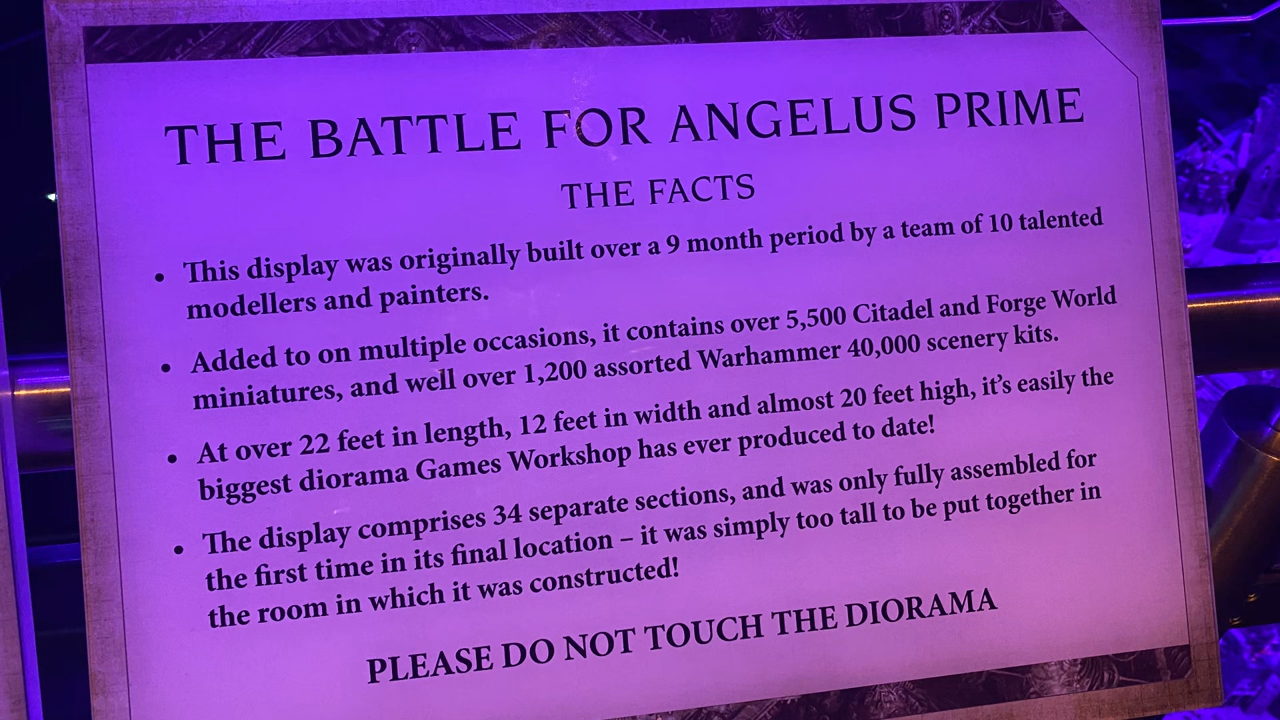 THE BATTLE FOR ANGELUS PRIME
THE FACTS
• This display was originally built over a 9 month period by a team of 10 talented
modellers and painters.
• Added to on multiple occasions, it contains over 5,500 Citadel and Forge World
miniatures, and well over 1,200 assorted Warhammer 40,000 scenery kits.
• At over 22 feet in length, 12 feet in width and almost 20 feet high, it’s easily the
biggest diorama Games Workshop has ever produced to date!
• The display comprises 34 separate sections, and was only fully assembled for
the first time in its final location – it was simply too tall to be put together in
the room in which it was constructed!
PLEASE DO NOT TOUCH THE DIORAMA